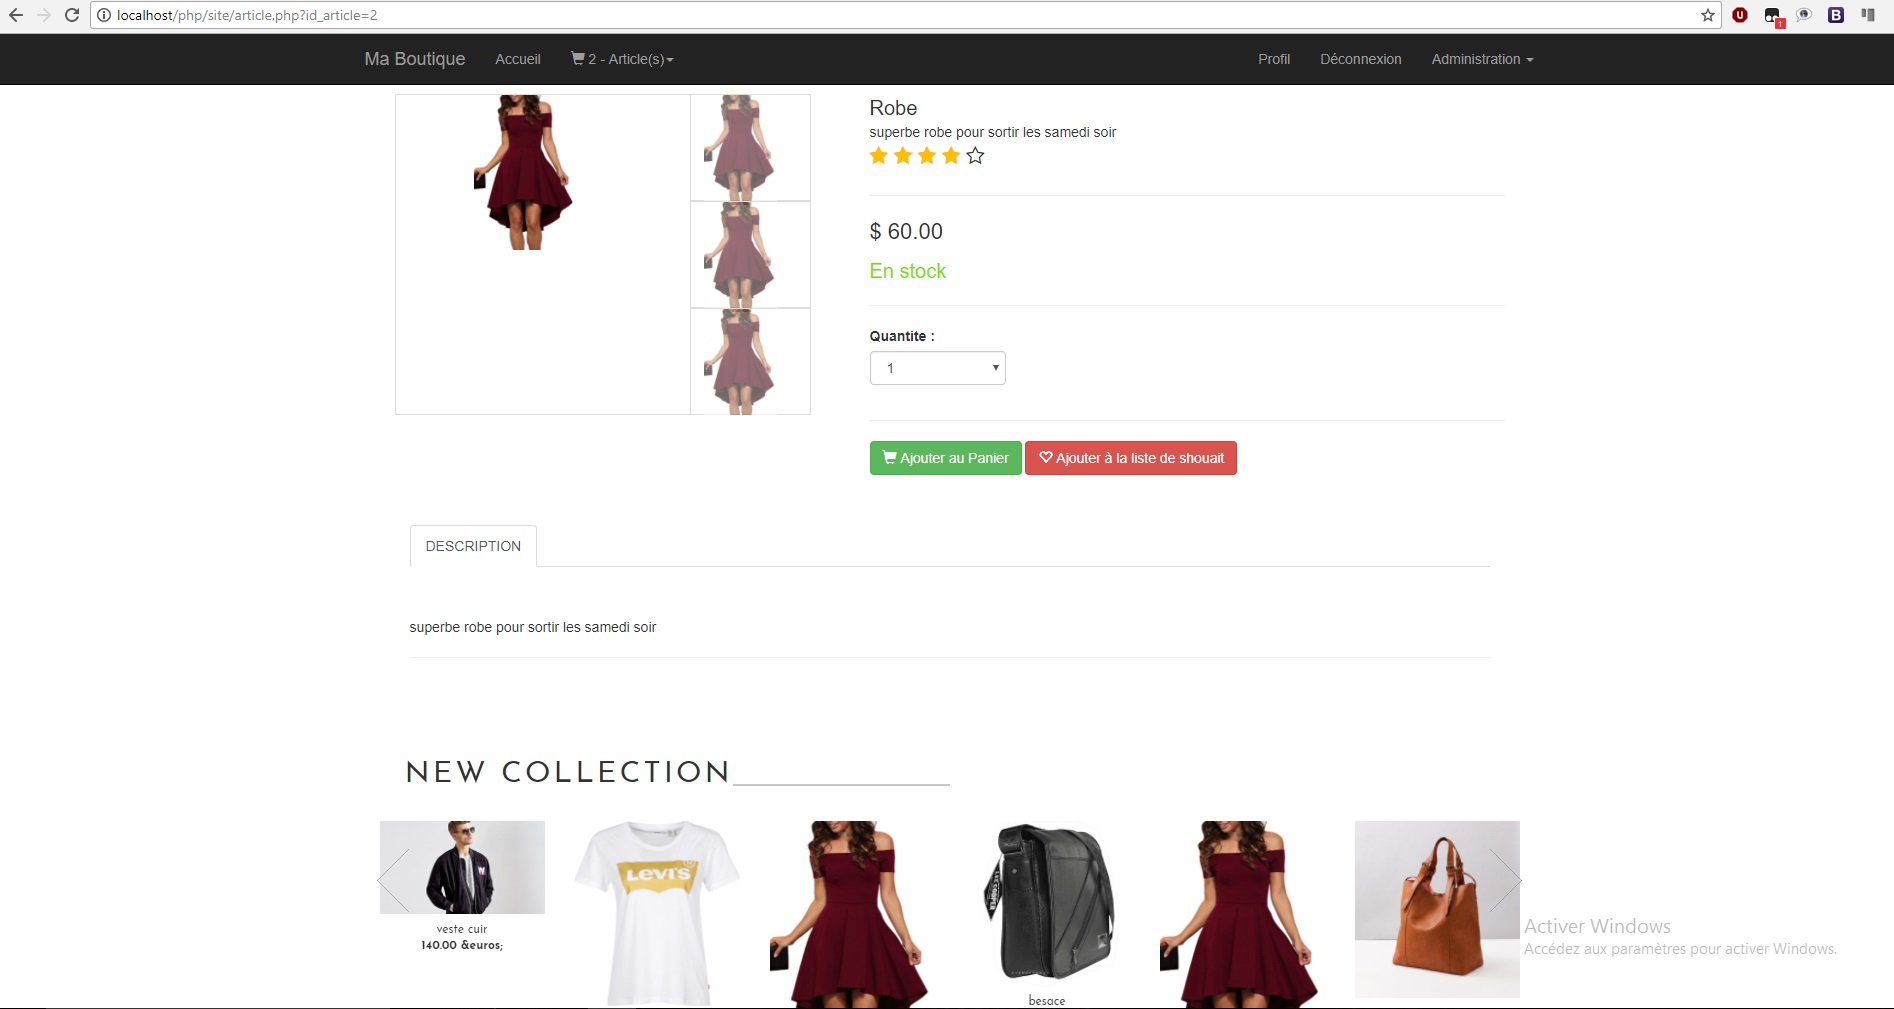 localhost/php/site/article.php?id_article=2
1
Ma Boutique Accueil 2 - Article(s) Profil Déconnexion Administration
Robe
superbe robe pour sortir les samedi soir
$ 60.00
En stock
Quantite :
1
Ajouter au Panier Ajouter à la liste de shouait
DESCRIPTION
superbe robe pour sortir les samedi soir
NEW COLLECTION
LEVI'S
veste cuir
140.00 &euros;
besace
LEE COOPER
Activer Windows
Accédez aux paramètres pour activer Windows.